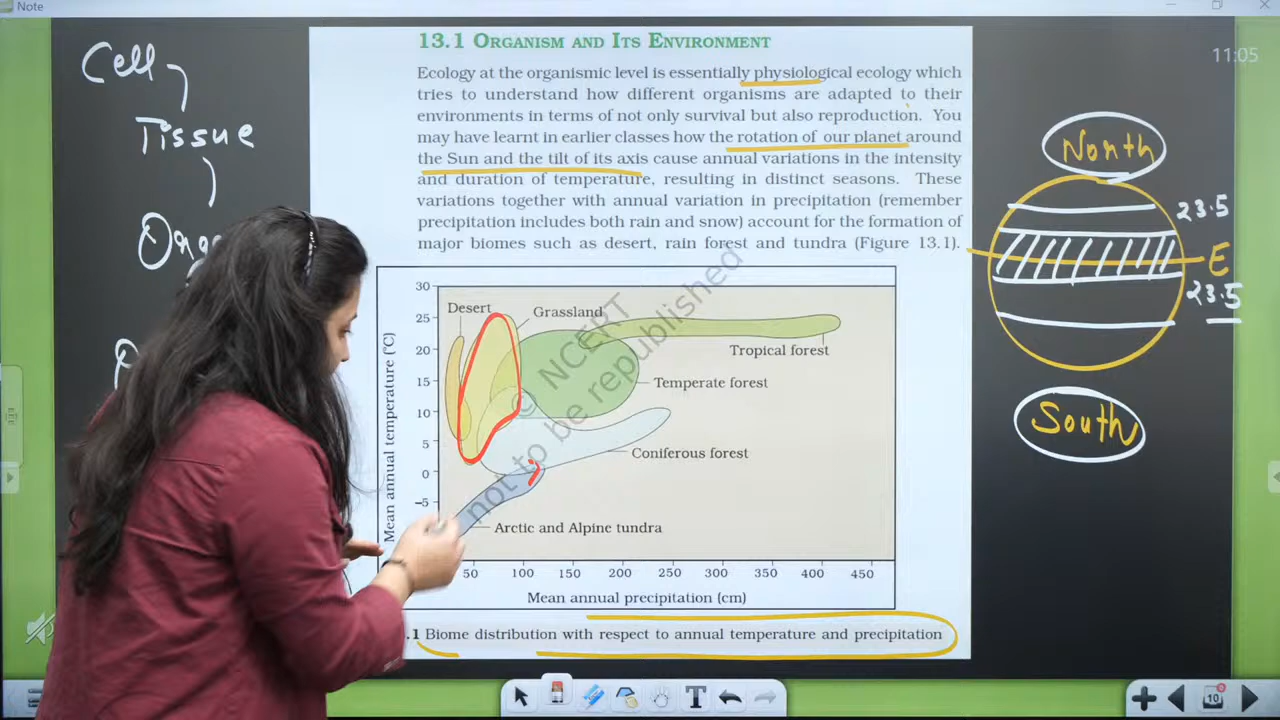 Note
11:05
Cell
Tissue
13.1 ORGANISM AND ITS ENVIRONMENT
Ecology at the organismic level is essentially physiological ecology which
tries to understand how different organisms are adapted to their
environments in terms of not only survival but also reproduction. You
may have learnt in earlier classes how the rotation of our planet around
the Sun and the tilt of its axis cause annual variations in the intensity
and duration of temperature, resulting in distinct seasons. These
variations together with annual variation in precipitation (remember
precipitation includes both rain and snow) account for the formation of
major biomes such as desert, rain forest and tundra (Figure 13.1).
Mean annual temperature (°C)
30
25
20
15
10
5
0
-5
Desert
Grassland
Tropical forest
Temperate forest
Coniferous forest
Arctic and Alpine tundra
© NCERT
not to be republished
50 100 150 200 250 300 350 400 450
Mean annual precipitation (cm)
.1 Biome distribution with respect to annual temperature and precipitation
North
23.5
E
23.5
South
T
10